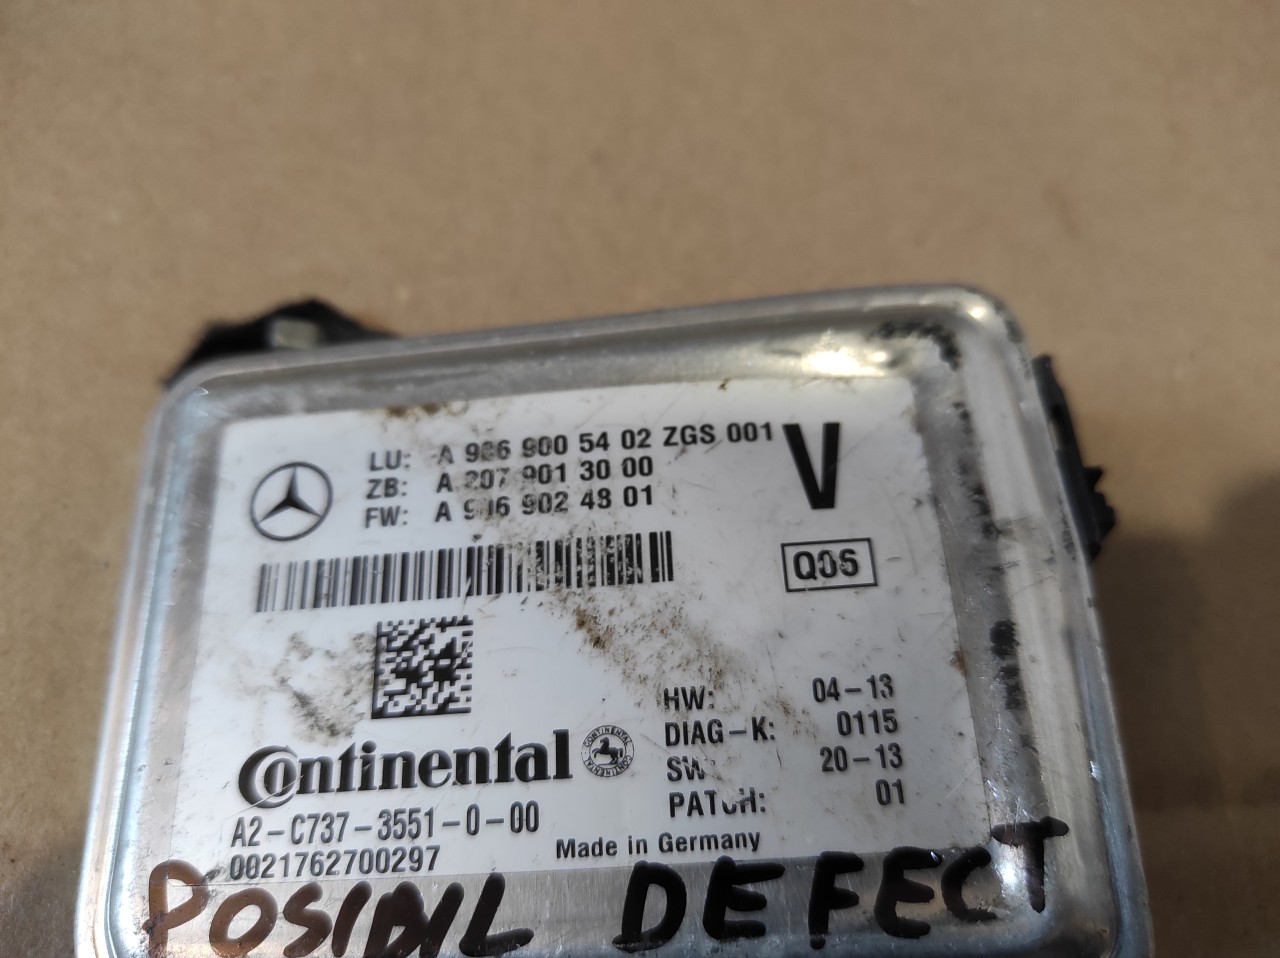 LU: A 906 900 54 02 ZGS 001
ZB: A 207 901 30 00
FW: A 906 902 48 01
V
Q06
HW: 04-13
DIAG-K: 0115
SW 20-13
PATCH: 01
Continental
CONTINENTAL CONTINENTAL
A2-C737-3551-0-00
0021762700297
Made in Germany
POSIBIL DEFECT